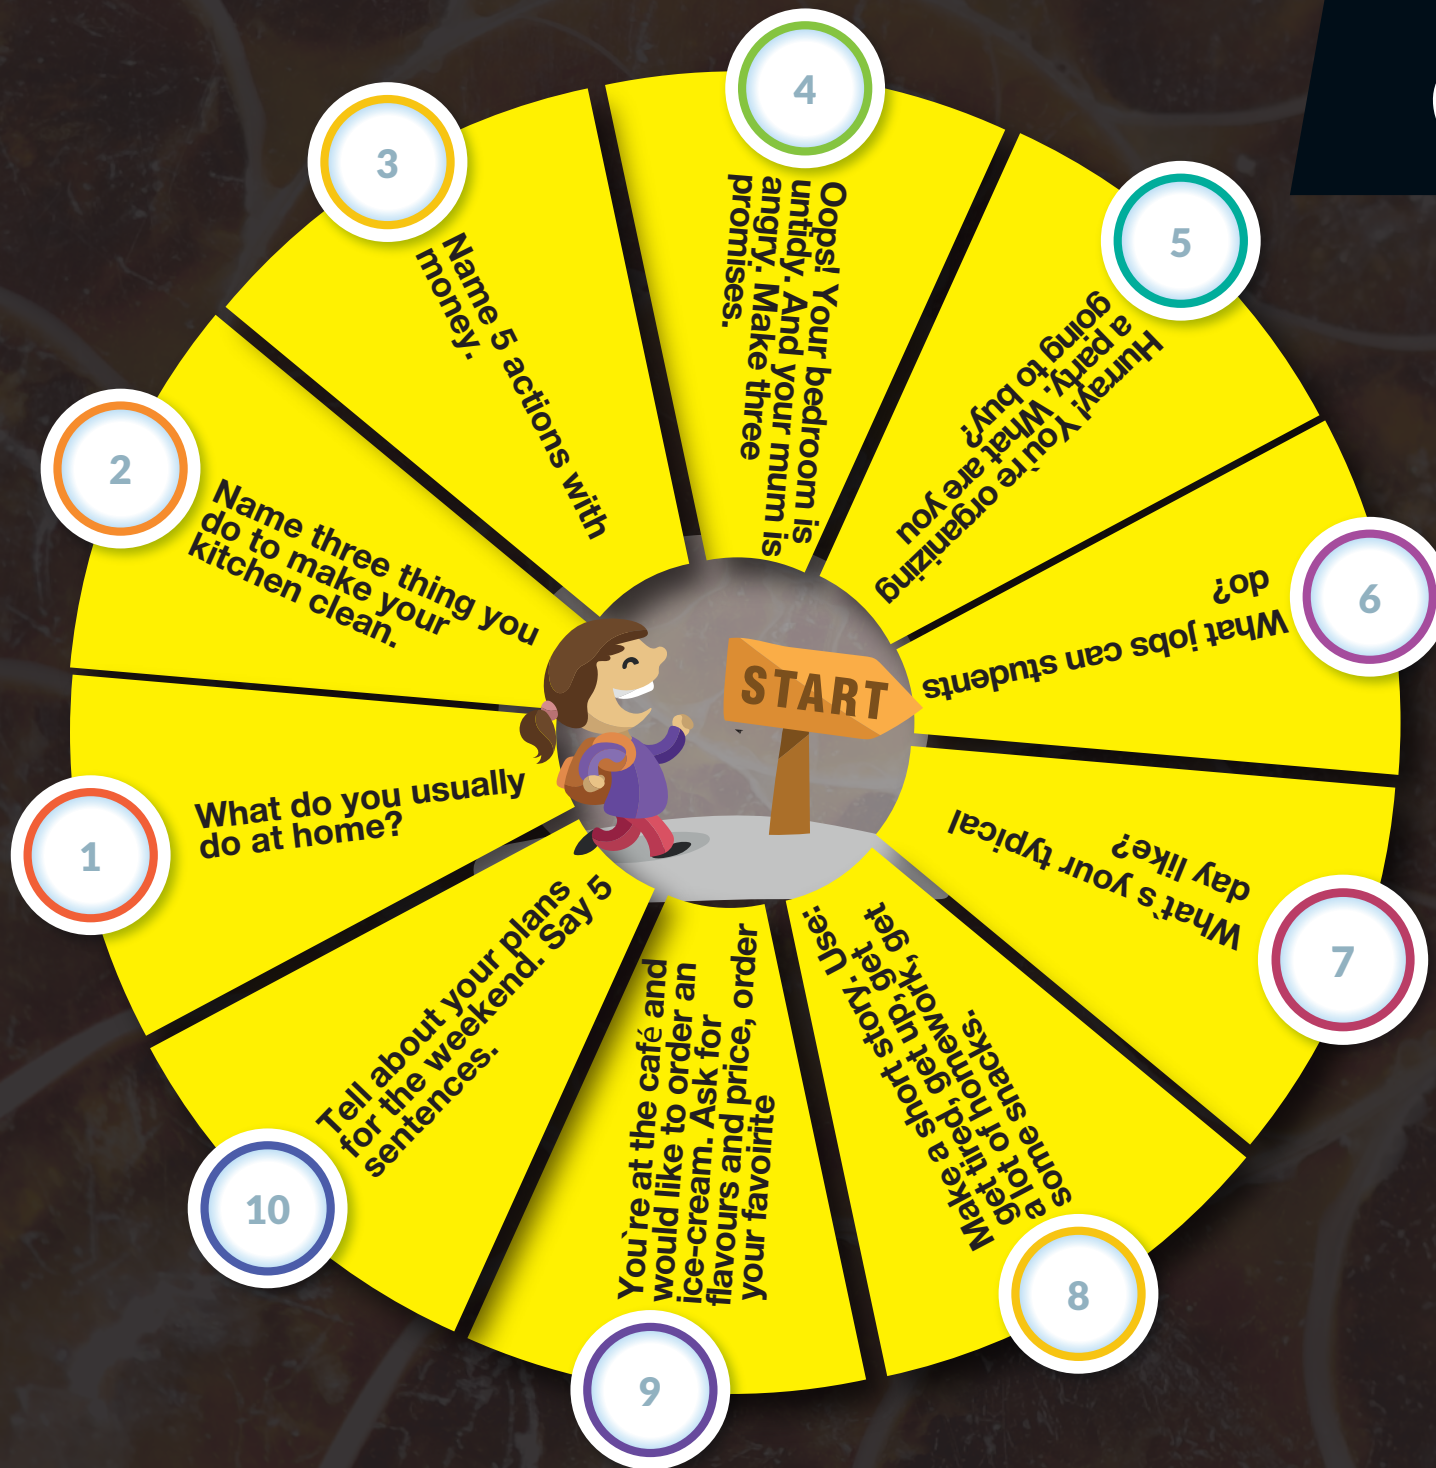 START
1
What do you usually
do at home?
2
Name three thing you
do to make your
kitchen clean.
3
Name 5 actions with
money.
4
Oops! Your bedroom is
untidy. And your mum is
angry. Make three
promises.
5
Hurray! You`re organizing
a party. What are you
going to buy?
6
What jobs can students
do?
7
What`s your typical
day like?
8
Make a short story. Use:
get tired, get up, get
a lot of homework, get
some snacks.
9
You`re at the café and
would like to order an
ice-cream. Ask for
flavours and price, order
your favoirite
10
Tell about your plans
for the weekend. Say 5
sentences.